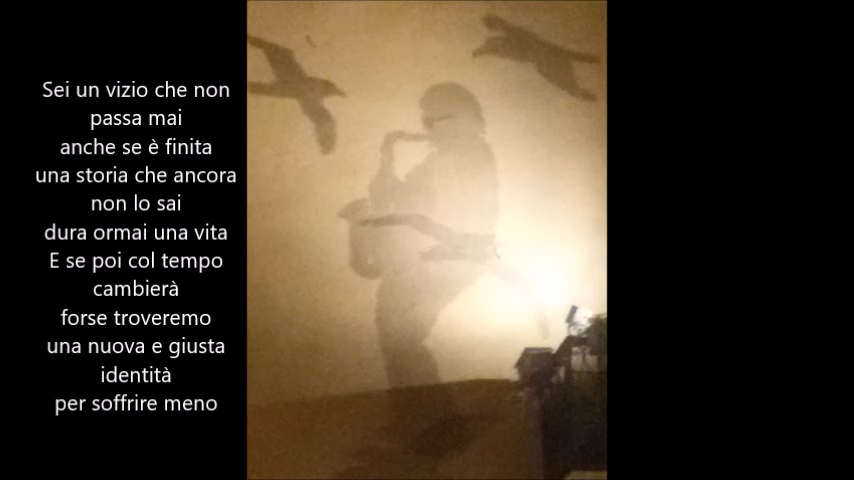 Sei un vizio che non
passa mai
anche se è finita
una storia che ancora
non lo sai
dura ormai una vita
E se poi col tempo
cambierà
forse troveremo
una nuova e giusta
identità
per soffrire meno